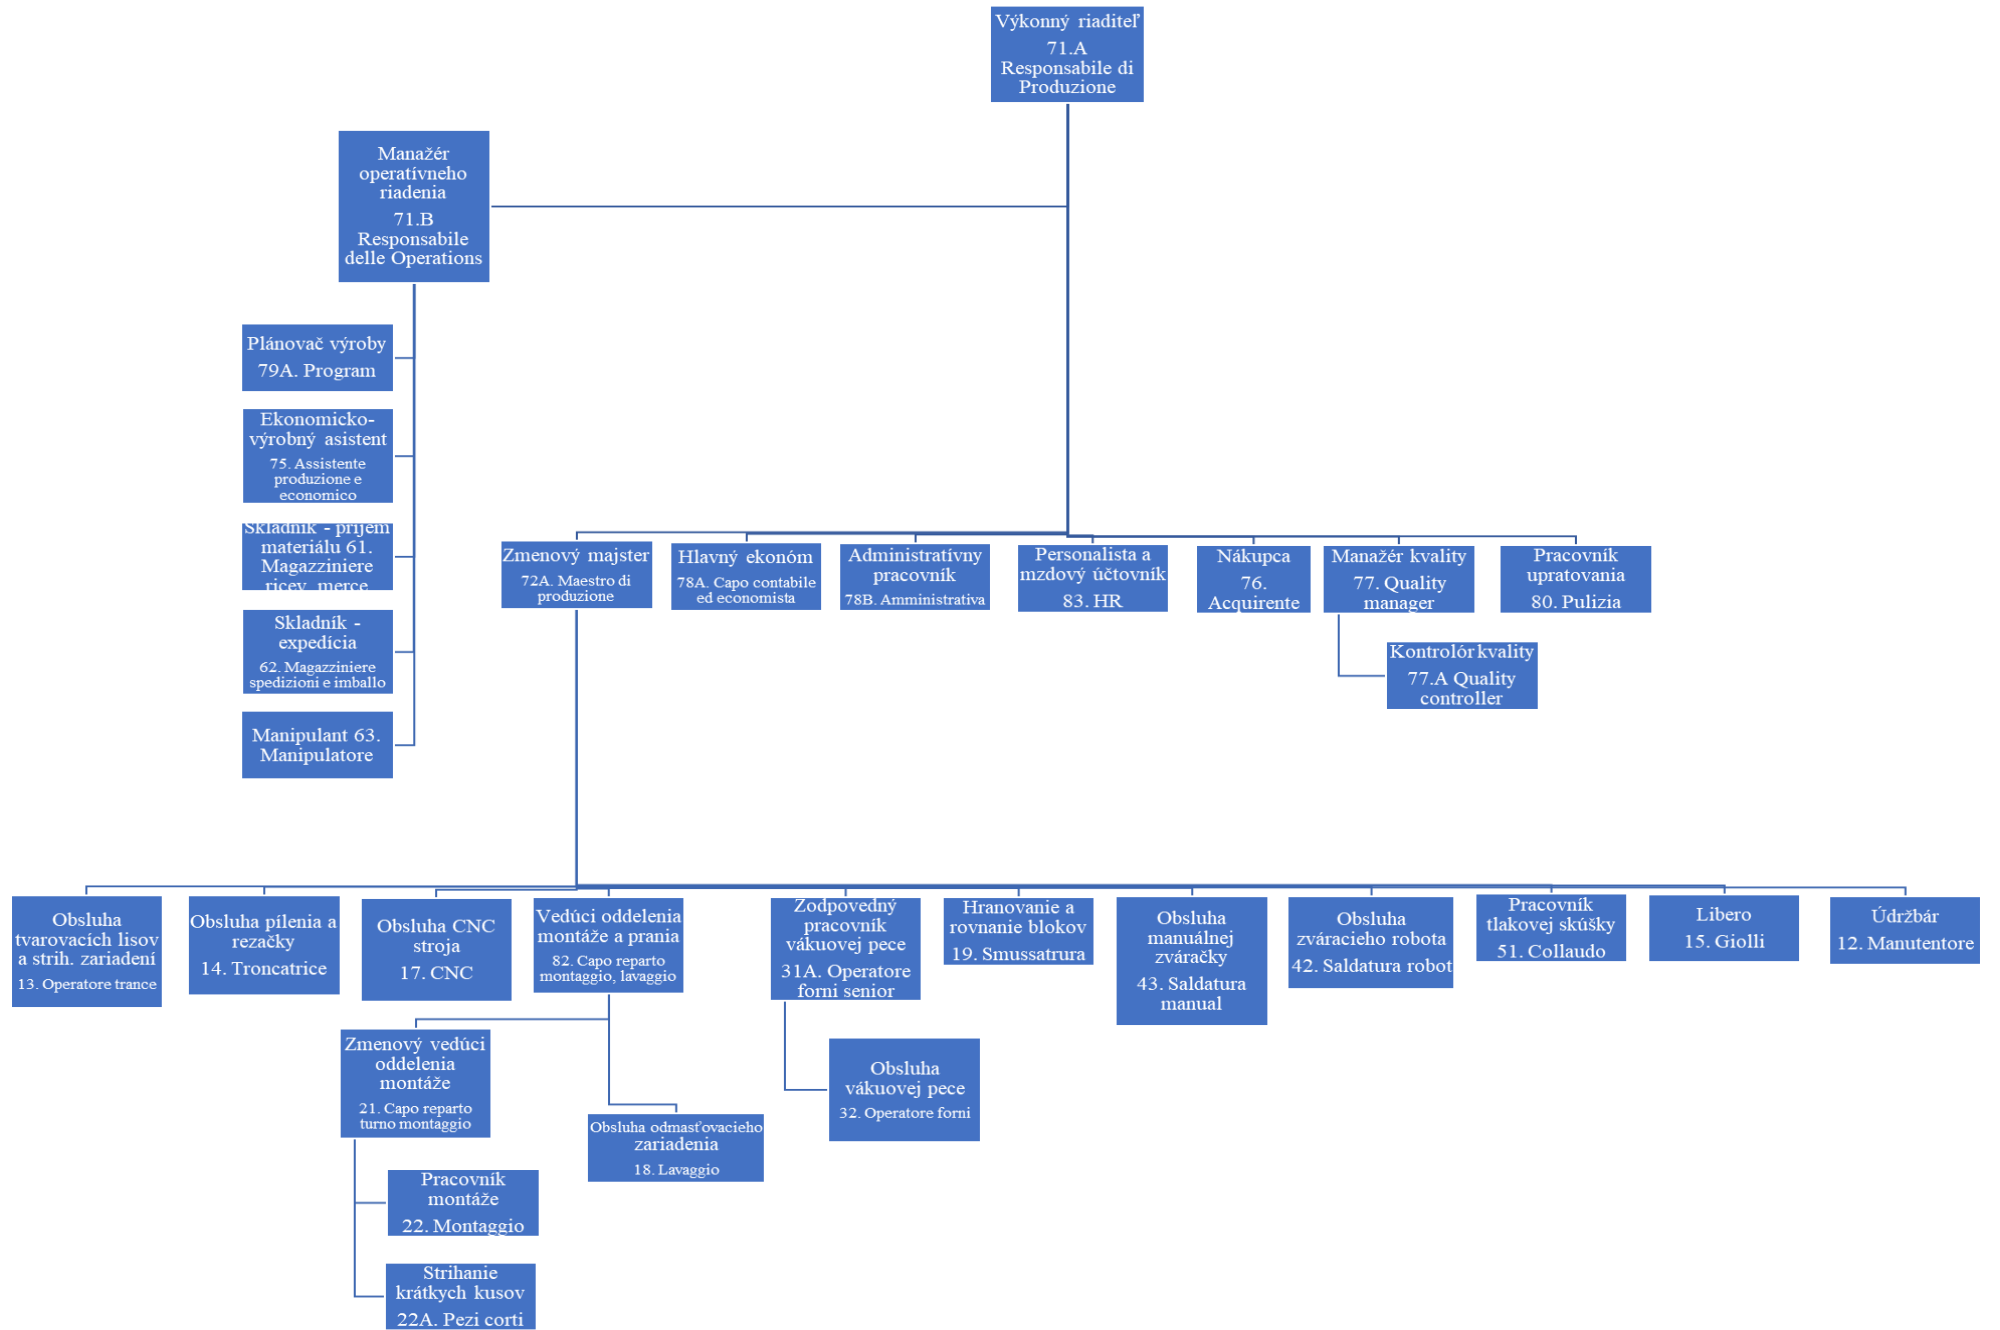 Výkonný riaditeľ
71.A
Responsabile di
Produzione
Manažér
operatívneho
riadenia
71.B
Responsabile
delle Operations
Plánovač výroby
79A. Program
Ekonomicko-
výrobný asistent
75. Assistente
produzione e
economico
Skladník - príjem
materiálu 61.
Magazziniere
ricev. merce
Skladník -
expedícia
62. Magazziniere
spedizioni e imballo
Manipulant 63.
Manipulatore
Zmenový majster
72A. Maestro di
produzione
Hlavný ekonóm
78A. Capo contabile
ed economista
Administratívny
pracovník
78B. Amministrativa
Personalista a
mzdový účtovník
83. HR
Nákupca
76.
Acquirente
Manažér kvality
77. Quality
manager
Pracovník
upratovania
80. Pulizia
Kontrolór kvality
77.A Quality
controller
Obsluha
tvarovacích lisov
a strih. zariadení
13. Operatore trance
Obsluha pílenia a
rezačky
14. Troncatrice
Obsluha CNC
stroja
17. CNC
Vedúci oddelenia
montáže a prania
82. Capo reparto
montaggio, lavaggio
Zodpovedný
pracovník
vákuovej pece
31A. Operatore
forni senior
Hranovanie a
rovnanie blokov
19. Smussatrura
Obsluha
manuálnej
zváračky
43. Saldatura
manual
Obsluha
zváracieho robota
42. Saldatura robot
Pracovník
tlakovej skúšky
51. Collaudo
Libero
15. Giolli
Údržbár
12. Manutentore
Zmenový vedúci
oddelenia
montáže
21. Capo reparto
turno montaggio
Obsluha odmasťovacieho
zariadenia
18. Lavaggio
Obsluha
vákuovej pece
32. Operatore forni
Pracovník
montáže
22. Montaggio
Strihanie
krátkych kusov
22A. Pezi corti